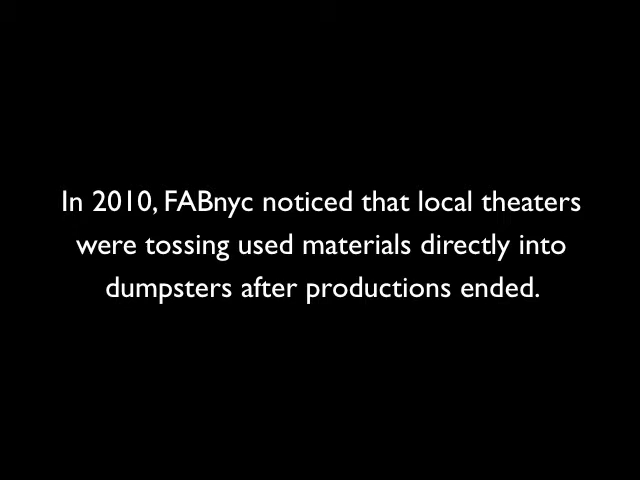 In 2010, FABnyc noticed that local theaters
were tossing used materials directly into
dumpsters after productions ended.